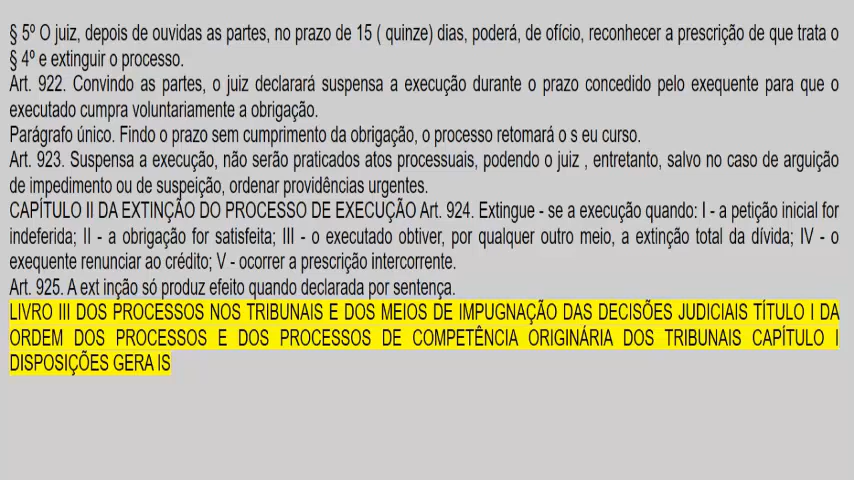 § 5º O juiz, depois de ouvidas as partes, no prazo de 15 ( quinze) dias, poderá, de ofício, reconhecer a prescrição de que trata o
§ 4º e extinguir o processo.
Art. 922. Convindo as partes, o juiz declarará suspensa a execução durante o prazo concedido pelo exequente para que o
executado cumpra voluntariamente a obrigação.
Parágrafo único. Findo o prazo sem cumprimento da obrigação, o processo retomará o s eu curso.
Art. 923. Suspensa a execução, não serão praticados atos processuais, podendo o juiz , entretanto, salvo no caso de arguição
de impedimento ou de suspeição, ordenar providências urgentes.
CAPÍTULO II DA EXTINÇÃO DO PROCESSO DE EXECUÇÃO Art. 924. Extingue - se a execução quando: I - a petição inicial for
indeferida; II - a obrigação for satisfeita; III - o executado obtiver, por qualquer outro meio, a extinção total da dívida; IV - o
exequente renunciar ao crédito; V - ocorrer a prescrição intercorrente.
Art. 925. A ext inção só produz efeito quando declarada por sentença.
LIVRO III DOS PROCESSOS NOS TRIBUNAIS E DOS MEIOS DE IMPUGNAÇÃO DAS DECISÕES JUDICIAIS TÍTULO I DA
ORDEM DOS PROCESSOS E DOS PROCESSOS DE COMPETÊNCIA ORIGINÁRIA DOS TRIBUNAIS CAPÍTULO I
DISPOSIÇÕES GERA IS